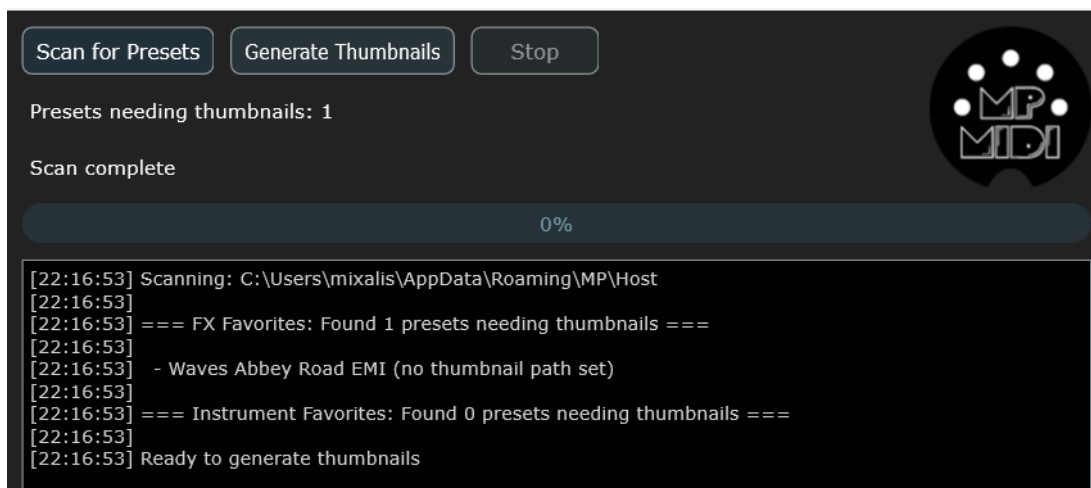 Scan for Presets Generate Thumbnails Stop
Presets needing thumbnails: 1
MP
MIDI
Scan complete
0%
[22:16:53] Scanning: C:\Users\mixalis\AppData\Roaming\MP\Host
[22:16:53]
[22:16:53] === FX Favorites: Found 1 presets needing thumbnails ===
[22:16:53]
[22:16:53]   - Waves Abbey Road EMI (no thumbnail path set)
[22:16:53]
[22:16:53] === Instrument Favorites: Found 0 presets needing thumbnails ===
[22:16:53]
[22:16:53] Ready to generate thumbnails